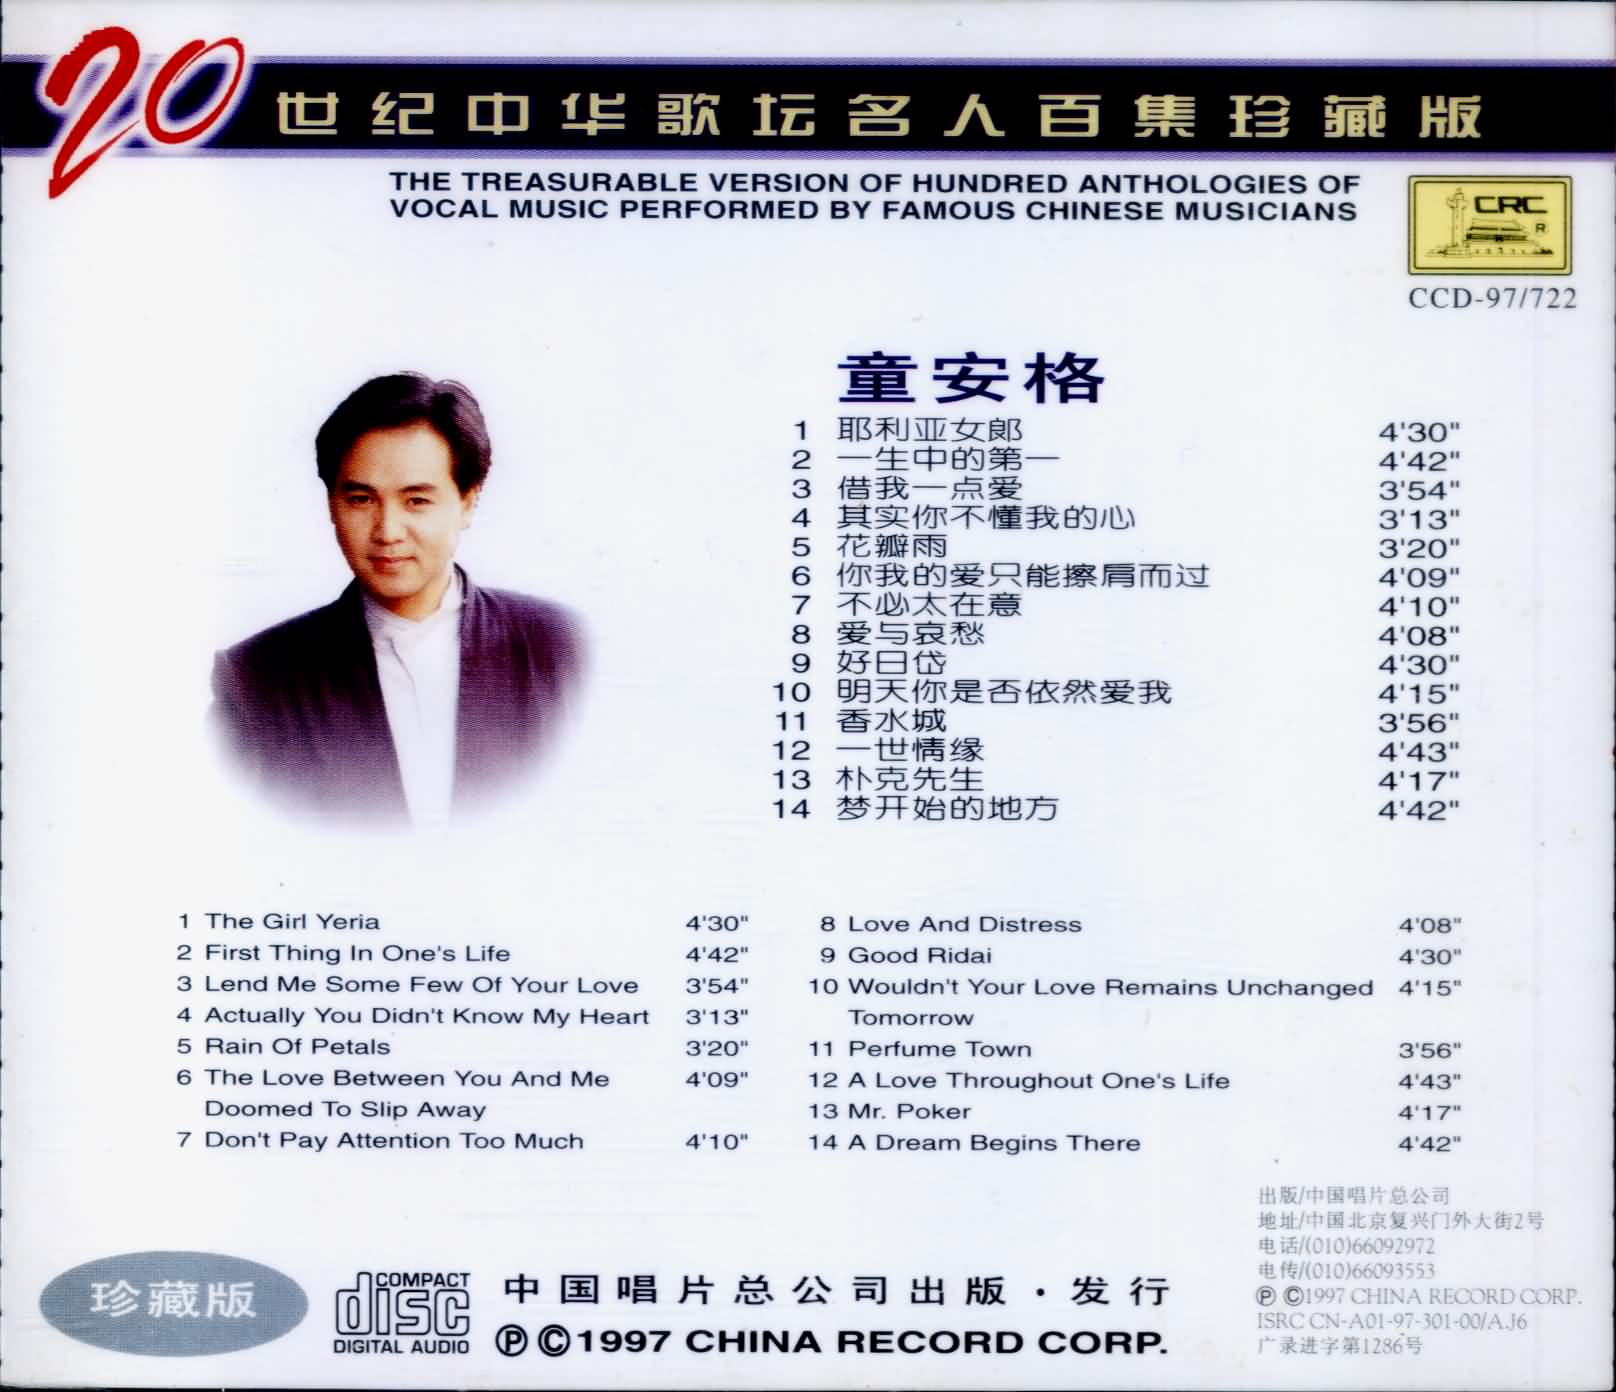 20世纪中华歌坛名人百集珍藏版
THE TREASURABLE VERSION OF HUNDRED ANTHOLOGIES OF
VOCAL MUSIC PERFORMED BY FAMOUS CHINESE MUSICIANS
CRC
R
CCD-97/722
童安格
1 耶利亚女郎 4'30"
2 一生中的第一 4'42"
3 借我一点爱 3'54"
4 其实你不懂我的心 3'13"
5 花瓣雨 3'20"
6 你我的爱只能擦肩而过 4'09"
7 不必太在意 4'10"
8 爱与哀愁 4'08"
9 好日岱 4'30"
10 明天你是否依然爱我 4'15"
11 香水城 3'56"
12 一世情缘 4'43"
13 朴克先生 4'17"
14 梦开始的地方 4'42"
1 The Girl Yeria 4'30"
2 First Thing In One's Life 4'42"
3 Lend Me Some Few Of Your Love 3'54"
4 Actually You Didn't Know My Heart 3'13"
5 Rain Of Petals 3'20"
6 The Love Between You And Me 4'09"
Doomed To Slip Away
7 Don't Pay Attention Too Much 4'10"
8 Love And Distress 4'08"
9 Good Ridai 4'30"
10 Wouldn't Your Love Remains Unchanged 4'15"
Tomorrow
11 Perfume Town 3'56"
12 A Love Throughout One's Life 4'43"
13 Mr. Poker 4'17"
14 A Dream Begins There 4'42"
出版/中国唱片总公司
地址/中国北京复兴门外大街2号
电话/(010)66092972
电传/(010)66093553
℗ ©1997 CHINA RECORD CORP.
ISRC CN-A01-97-301-00/A.J6
广录进字第1286号
珍藏版
COMPACT
disc
DIGITAL AUDIO
中国唱片总公司出版·发行
℗©1997 CHINA RECORD CORP.